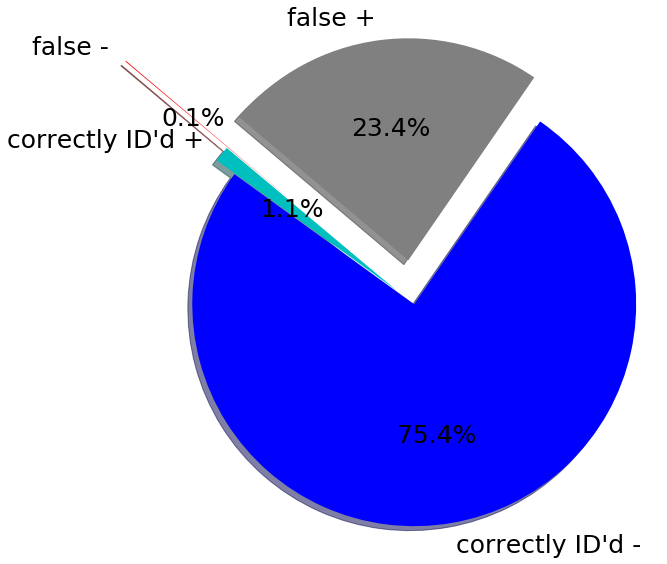 false +
false -
0.1%
23.4%
correctly ID'd +
1.1%
75.4%
correctly ID'd -